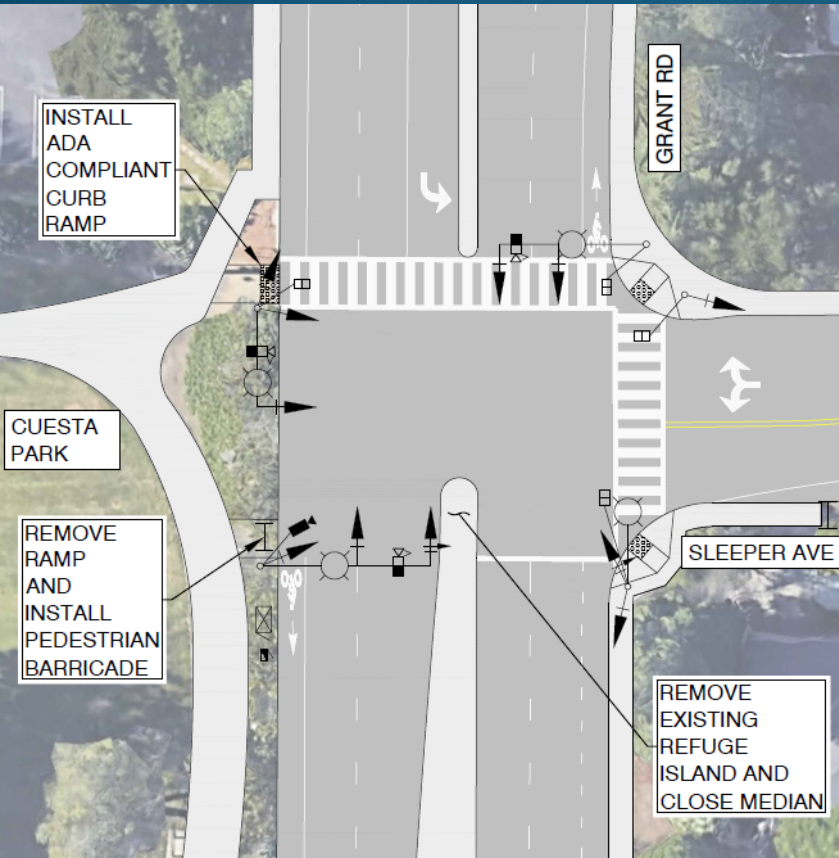 GRANT RD
INSTALL
ADA
COMPLIANT
CURB
RAMP
CUESTA
PARK
REMOVE
RAMP
AND
INSTALL
PEDESTRIAN
BARRICADE
SLEEPER AVE
REMOVE
EXISTING
REFUGE
ISLAND AND
CLOSE MEDIAN